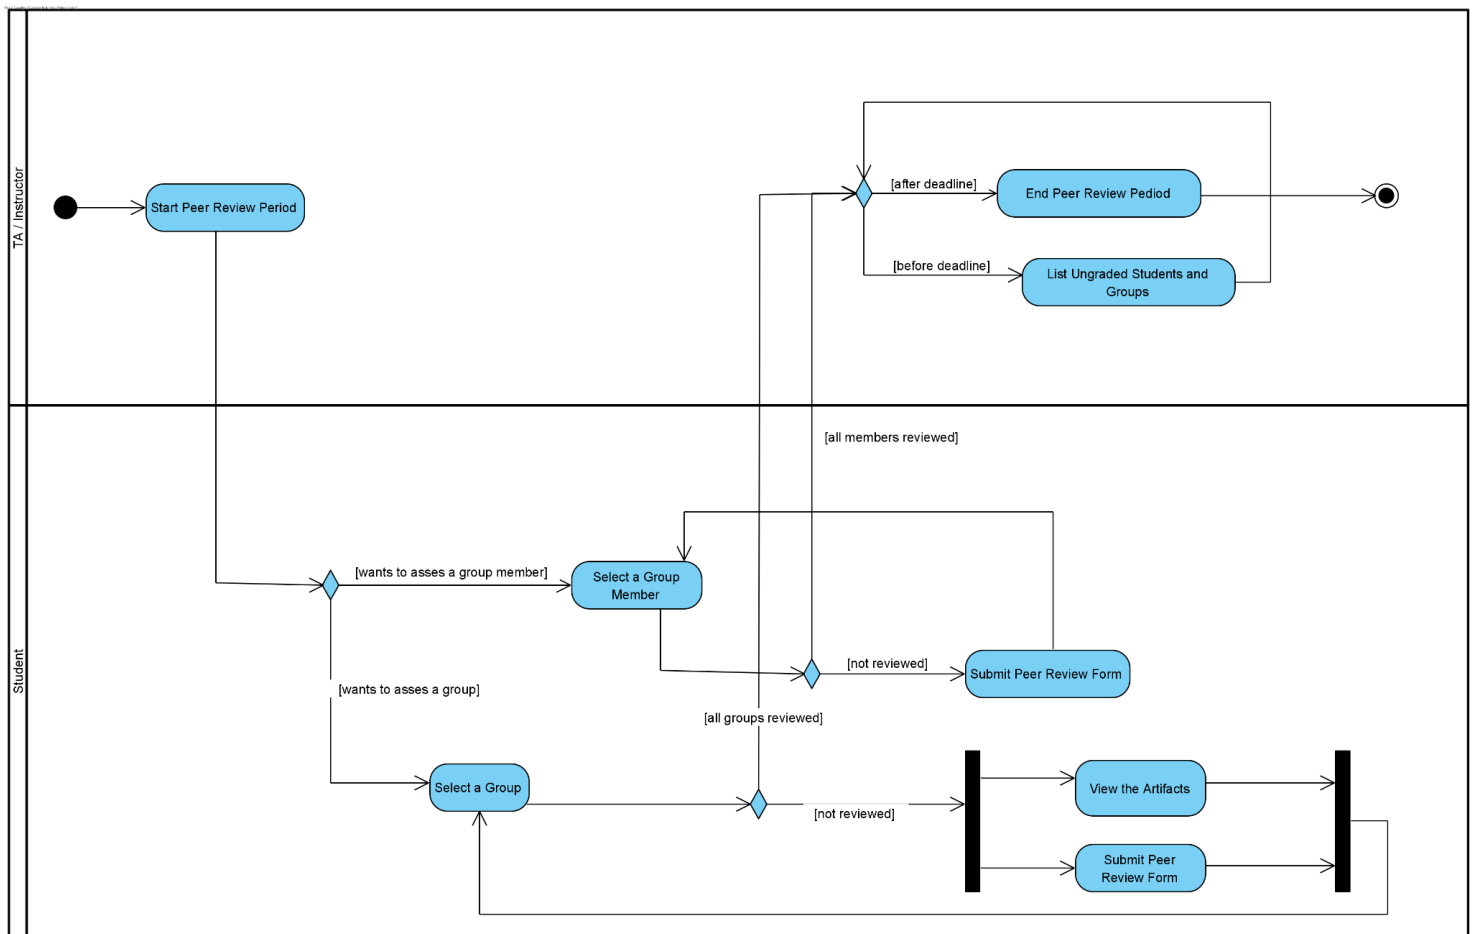 TA / Instructor
Start Peer Review Period
[after deadline]
End Peer Review Pediod
[before deadline]
List Ungraded Students and
Groups
Student
[all members reviewed]
[wants to asses a group member]
Select a Group
Member
[not reviewed]
Submit Peer Review Form
[wants to asses a group]
[all groups reviewed]
Select a Group
[not reviewed]
View the Artifacts
Submit Peer
Review Form